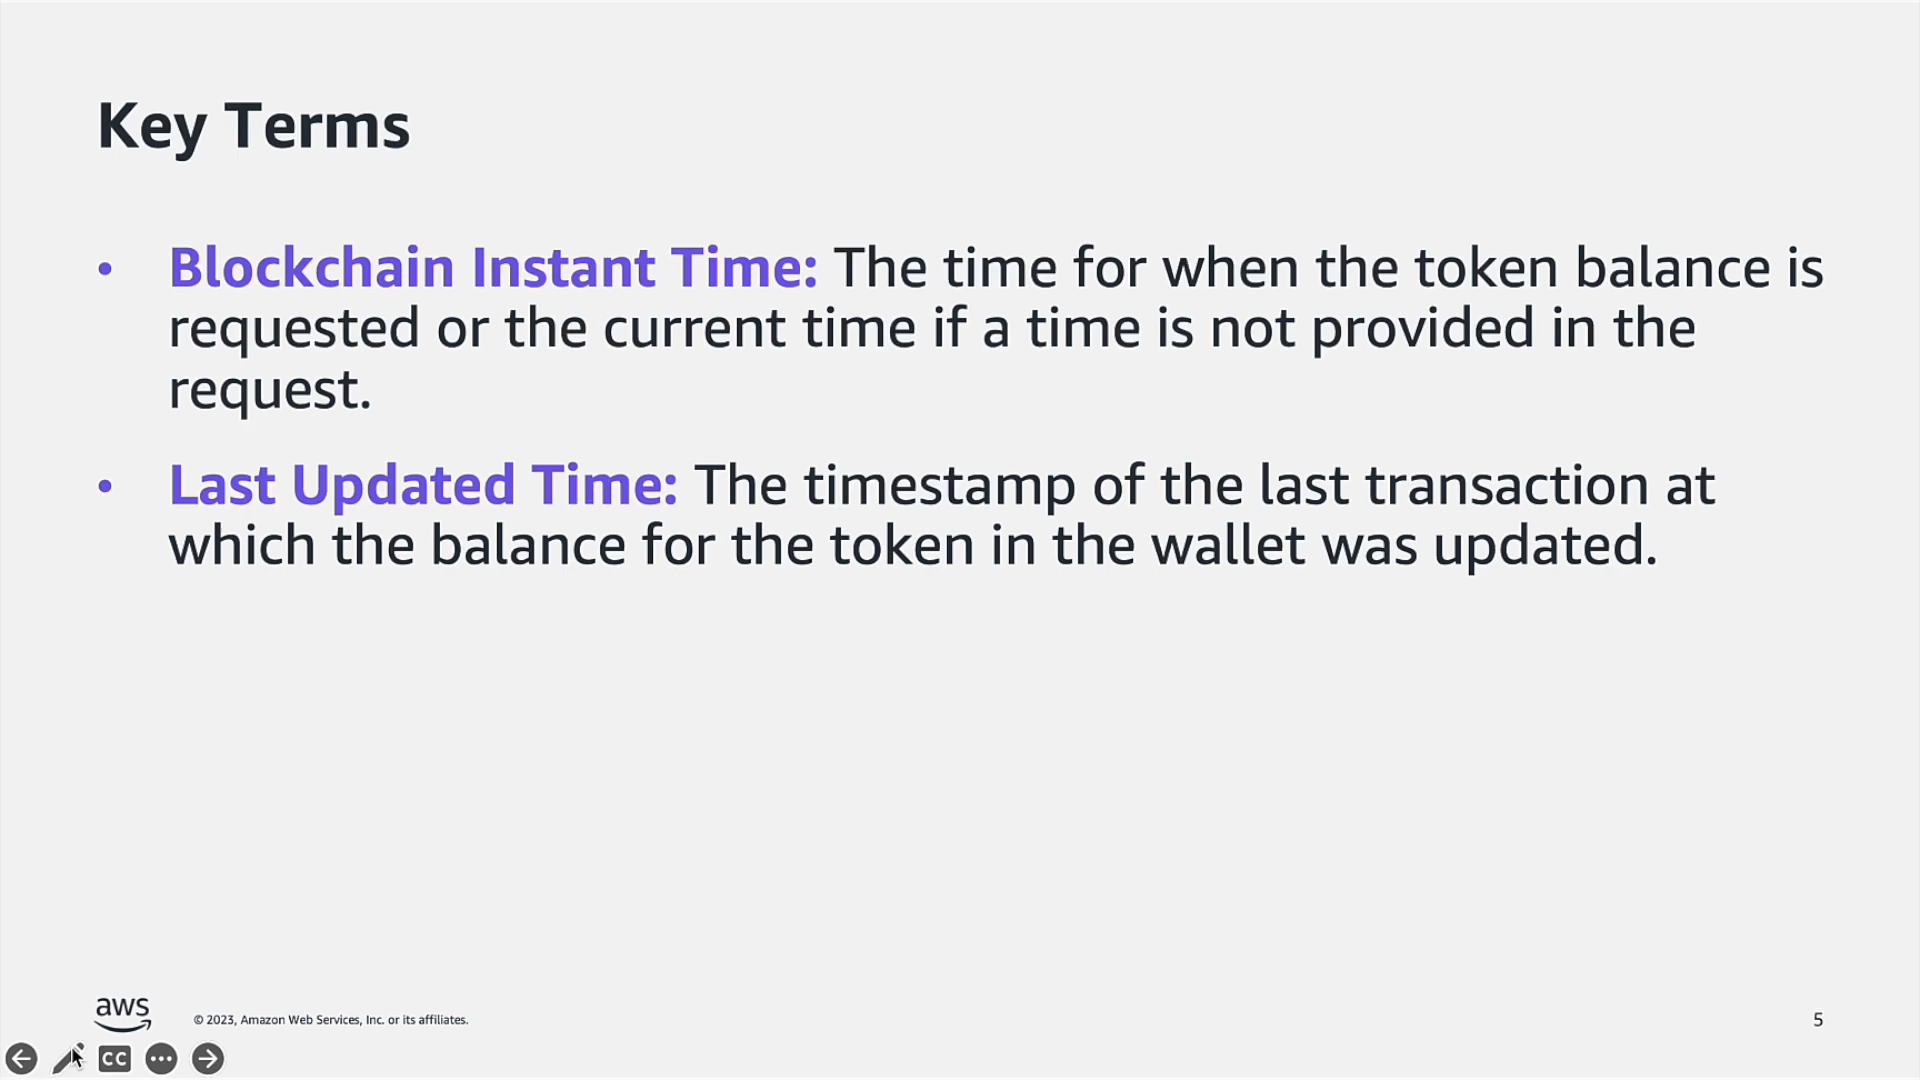 Key Terms
• Blockchain Instant Time: The time for when the token balance is
requested or the current time if a time is not provided in the
request.
• Last Updated Time: The timestamp of the last transaction at
which the balance for the token in the wallet was updated.
aws
© 2023, Amazon Web Services, Inc. or its affiliates.
5
CC